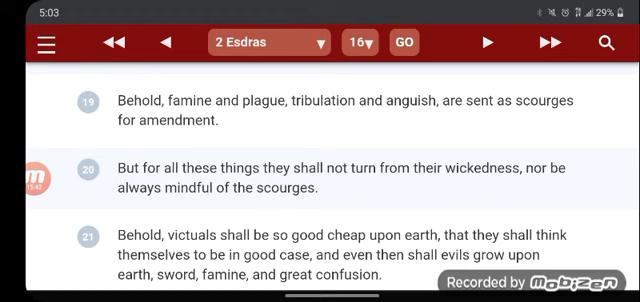 5:03 29%
2 Esdras 16 GO
19 Behold, famine and plague, tribulation and anguish, are sent as scourges
for amendment.
20 But for all these things they shall not turn from their wickedness, nor be
always mindful of the scourges.
m
15:43
21 Behold, victuals shall be so good cheap upon earth, that they shall think
themselves to be in good case, and even then shall evils grow upon
earth, sword, famine, and great confusion.
Recorded by mobizen